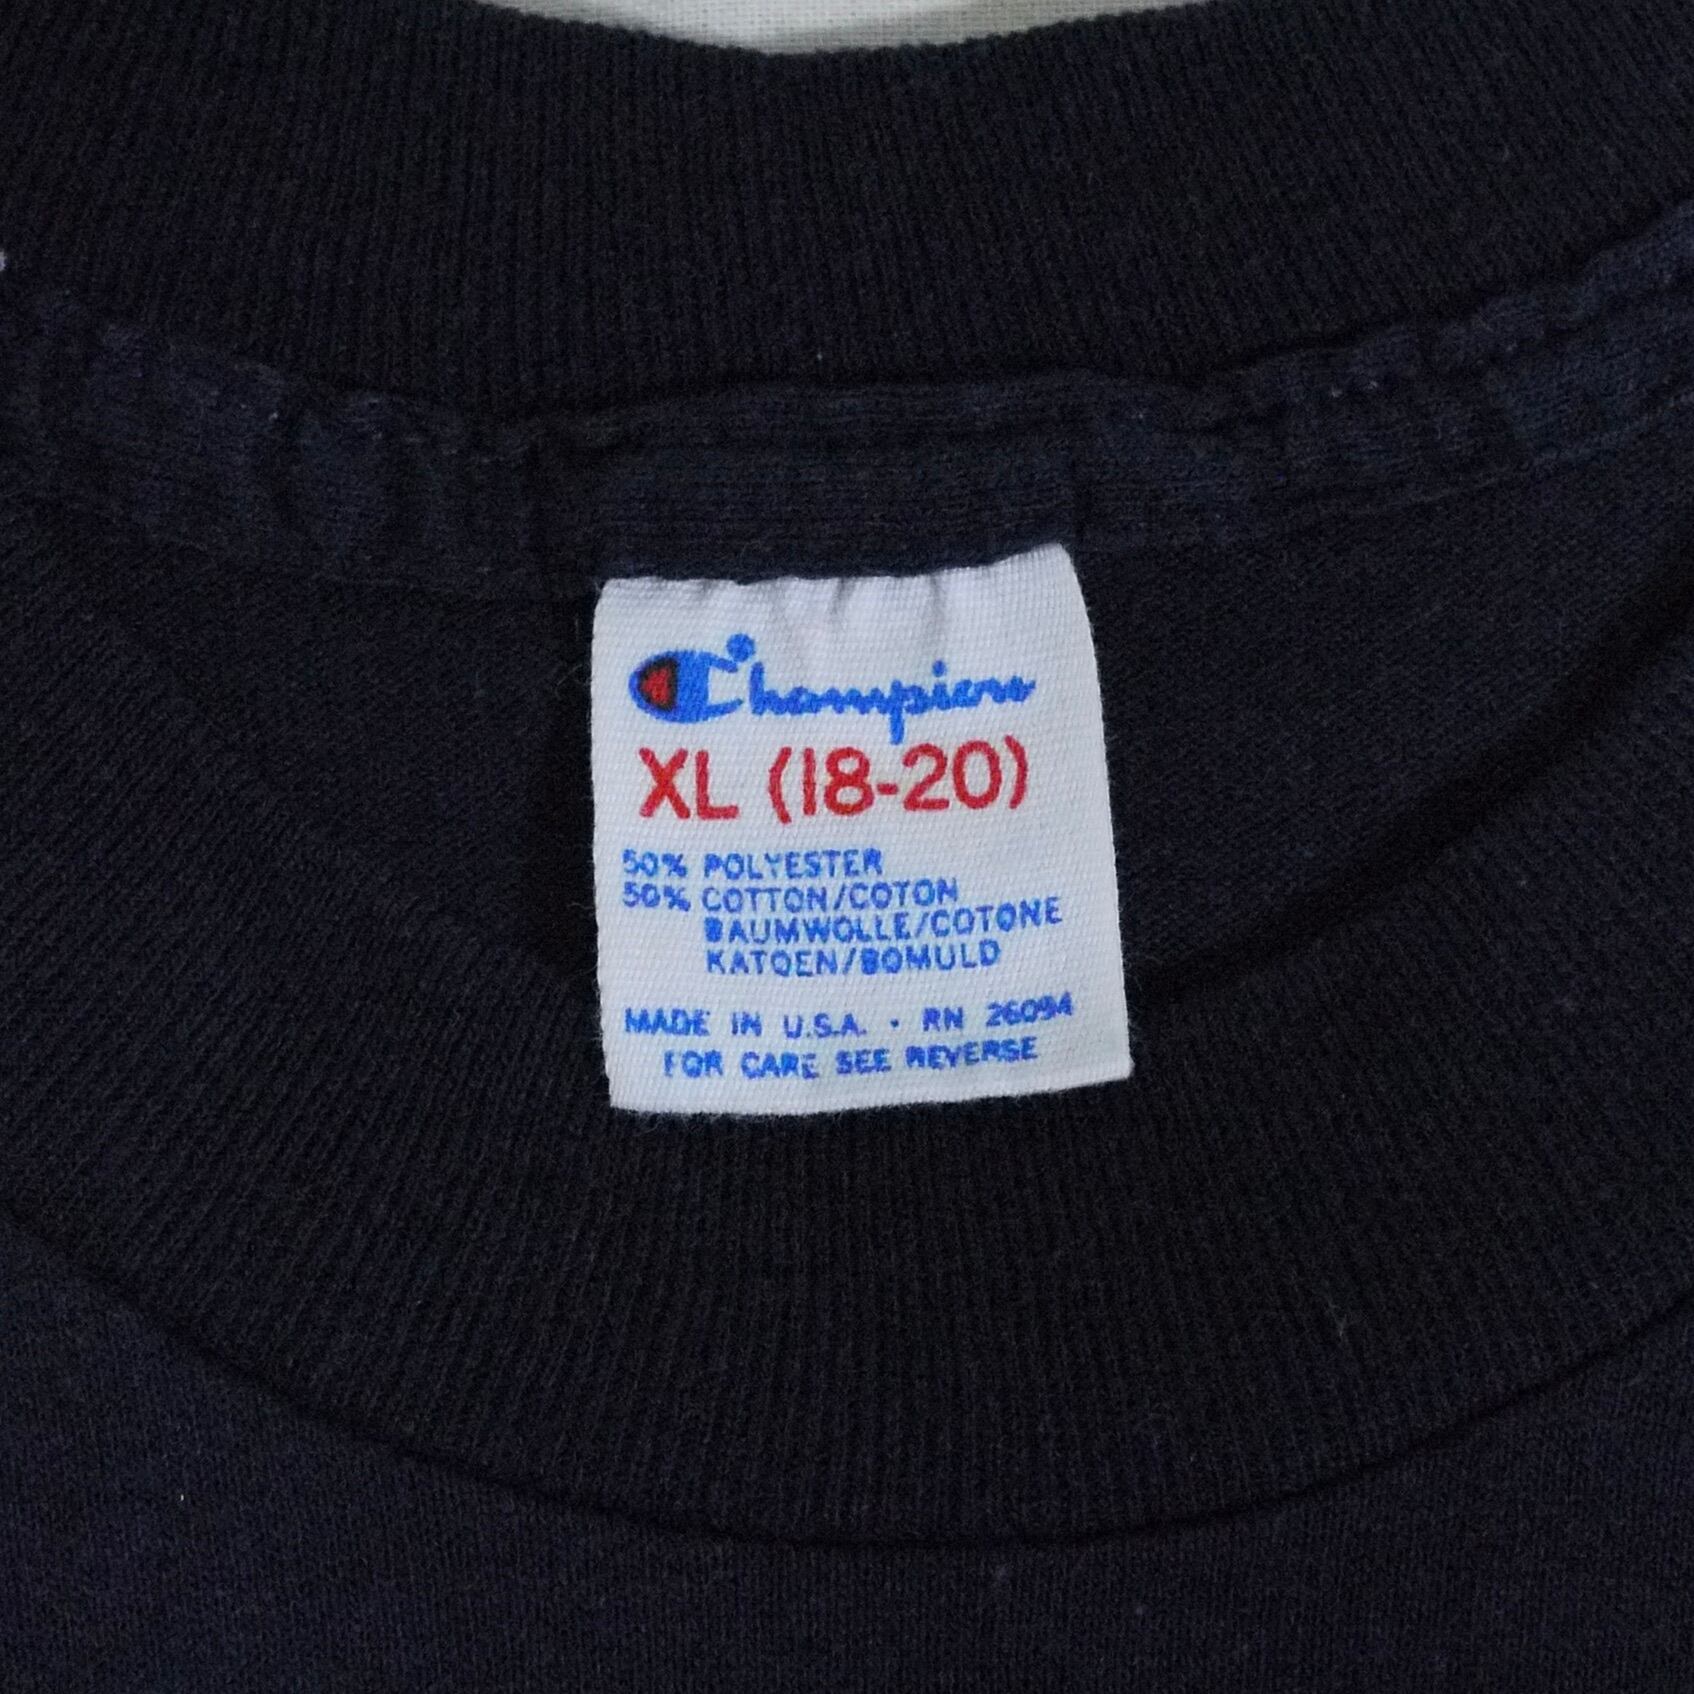 Champion
XL (18-20)
50% POLYESTER
50% COTTON/COTON
BAUMWOLLE/COTONE
KATOEN/BOMULD
MADE IN U.S.A. · RN 26094
FOR CARE SEE REVERSE